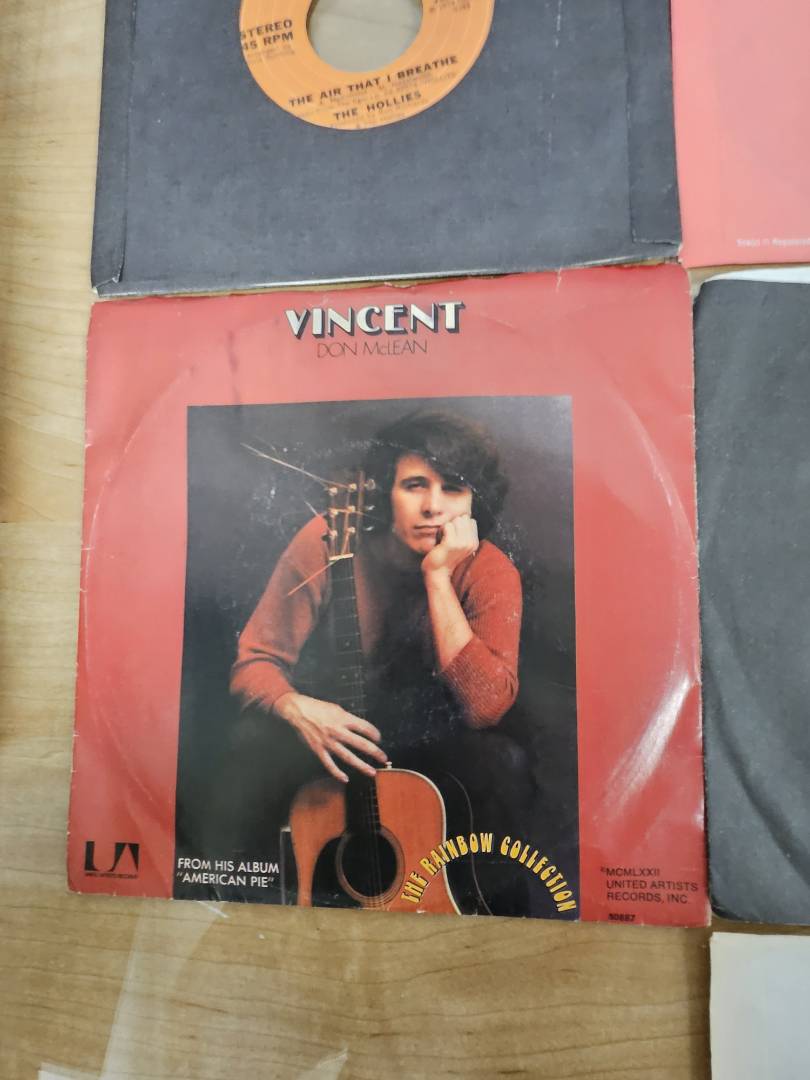 STEREO
45 RPM
THE AIR THAT I BREATHE
THE HOLLIES
VINCENT
DON McLEAN
UA
FROM HIS ALBUM
"AMERICAN PIE"
THE RAINBOW COLLECTION
MCMLXXII
UNITED ARTISTS
RECORDS, INC.
50887